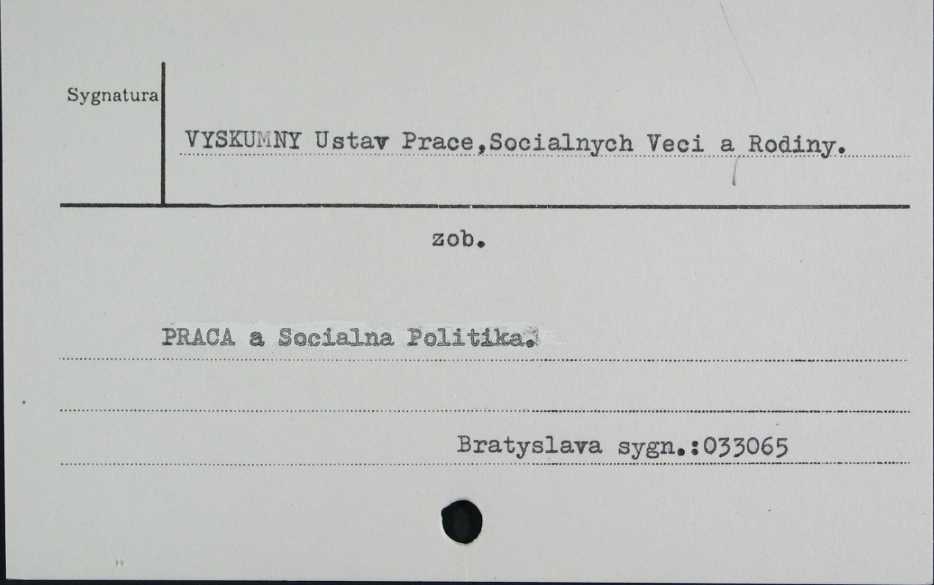 Sygnatura
VYSKUMNY Ustav Prace,Socialnych Veci a Rodiny.
zob.
PRACA a Socialna Politika.
Bratyslava sygn.:033065